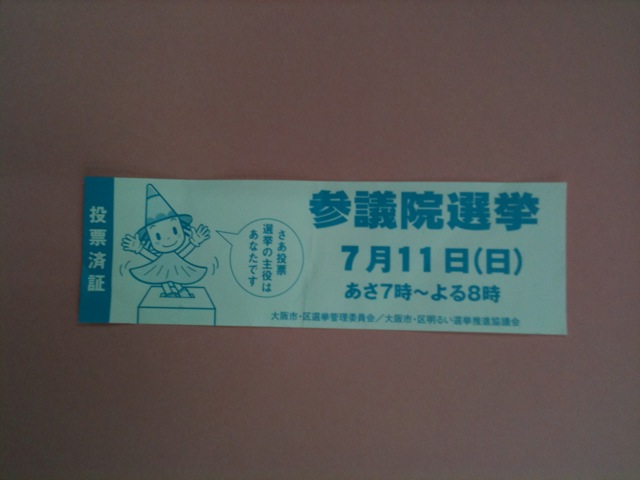 投票済証
さあ投票
選挙の主役は
あなたです
参議院選挙
7月11日(日)
あさ7時～よる8時
大阪市・区選挙管理委員会／大阪市・区明るい選挙推進協議会